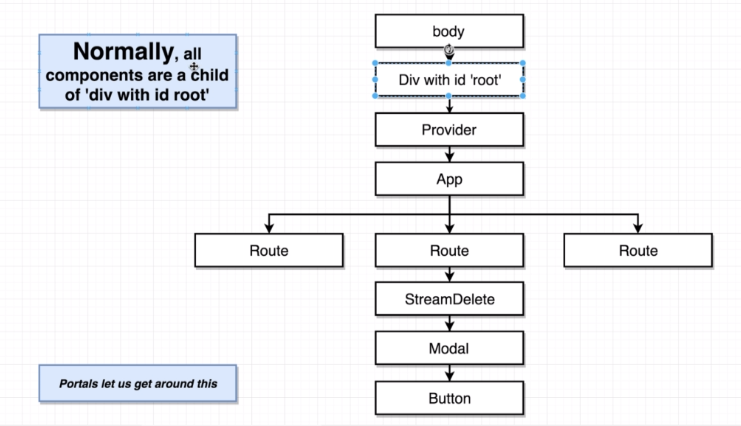 body
Normally, all
components are a child
of 'div with id root'
Div with id 'root'
Provider
App
Route
Route
Route
StreamDelete
Modal
Portals let us get around this
Button